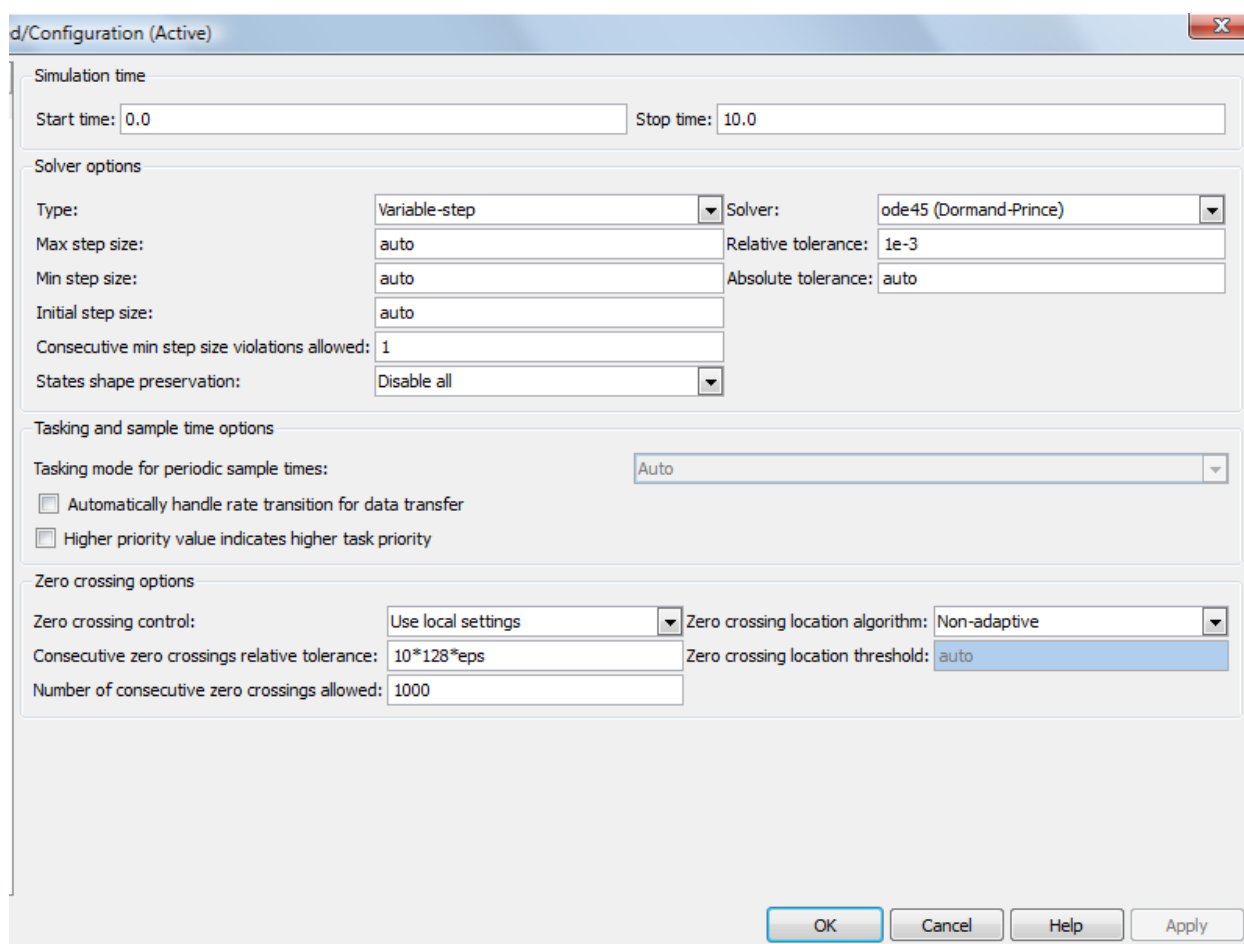 d/Configuration (Active)
Simulation time
Start time: 0.0 Stop time: 10.0
Solver options
Type: Variable-step Solver: ode45 (Dormand-Prince)
Max step size: auto Relative tolerance: 1e-3
Min step size: auto Absolute tolerance: auto
Initial step size: auto
Consecutive min step size violations allowed: 1
States shape preservation: Disable all
Tasking and sample time options
Tasking mode for periodic sample times: Auto
Automatically handle rate transition for data transfer
Higher priority value indicates higher task priority
Zero crossing options
Zero crossing control: Use local settings Zero crossing location algorithm: Non-adaptive
Consecutive zero crossings relative tolerance: 10*128*eps Zero crossing location threshold: auto
Number of consecutive zero crossings allowed: 1000
OK Cancel Help Apply